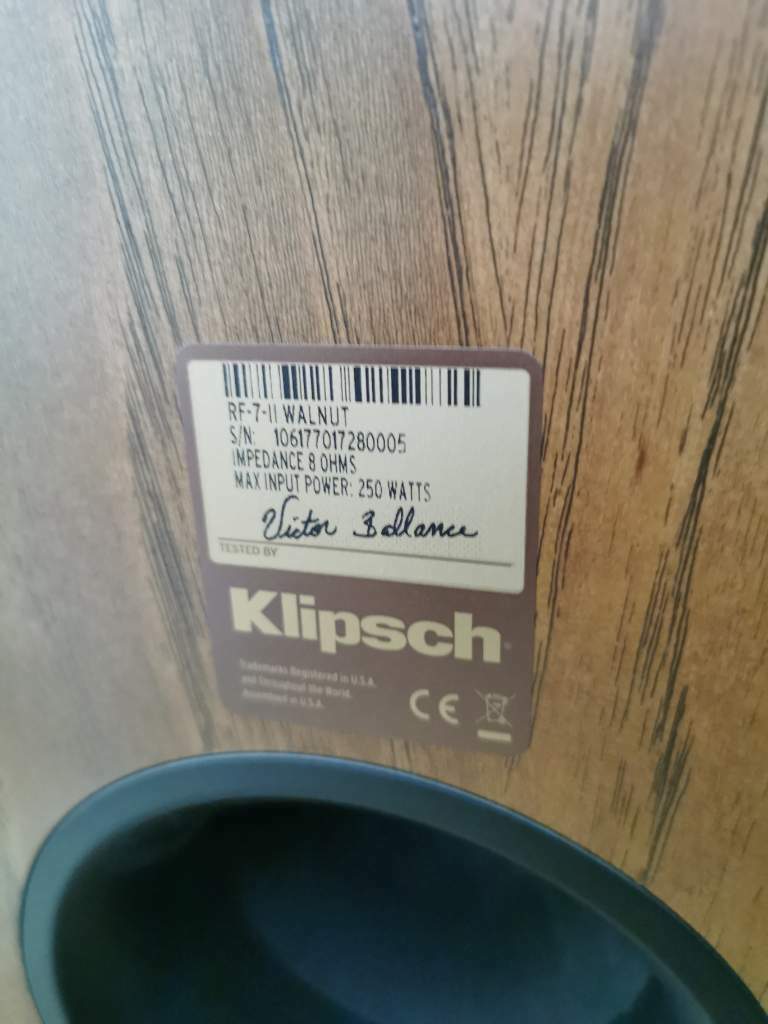 RF-7-II WALNUT
S/N: 106177017280005
IMPEDANCE 8 OHMS
MAX INPUT POWER: 250 WATTS
Victor Ballance
TESTED BY
Klipsch
Trademarks Registered in U.S.A.
and throughout the World.
Assembled in U.S.A.
CE